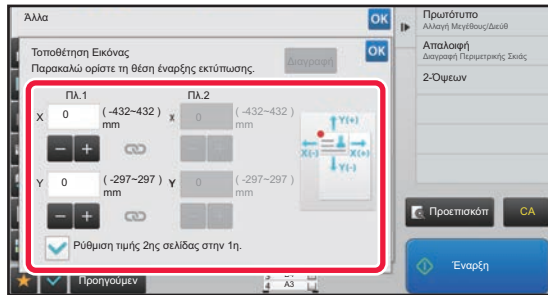 Άλλα
OK
Πρωτότυπο
Αλλαγή Μεγέθους/Διεύθ
Τοποθέτηση Εικόνας
Παρακαλώ ορίστε τη θέση έναρξης εκτύπωσης.
Διαγραφή
OK
Απαλοιφή
Διαγραφή Περιμετρικής Σκιάς
2-Όψεων
Πλ.1
Πλ.2
X 0 ( -432~432 ) mm
X 0 ( -432~432 ) mm
Y(+)
X(-) X(+)
Y(-)
Y 0 ( -297~297 ) mm
Y 0 ( -297~297 ) mm
Ρύθμιση τιμής 2ης σελίδας στην 1η.
Προεπισκόπ
CA
Έναρξη
Προηγούμεν
4 A3